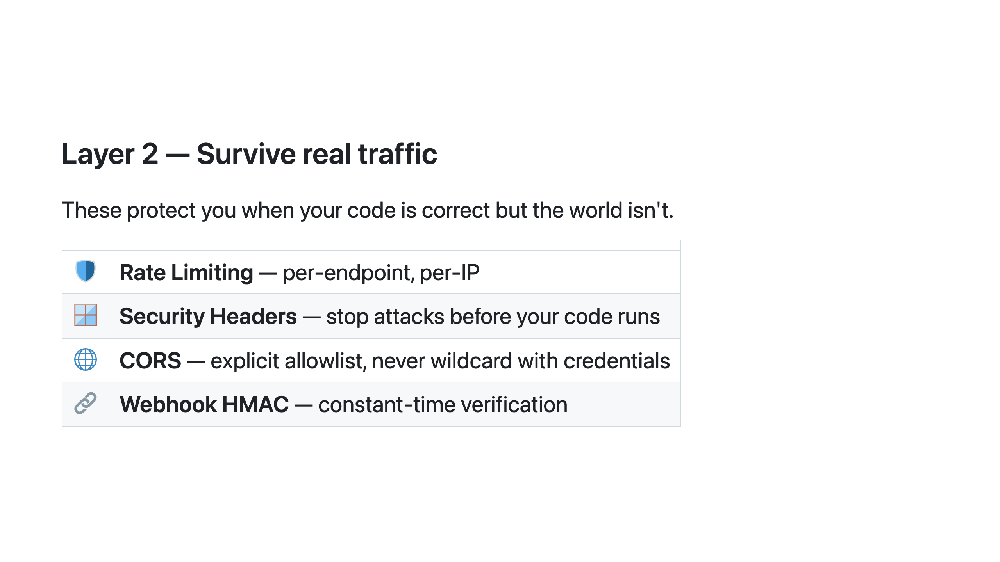 Layer 2 — Survive real traffic
These protect you when your code is correct but the world isn't.
Rate Limiting — per-endpoint, per-IP
Security Headers — stop attacks before your code runs
CORS — explicit allowlist, never wildcard with credentials
Webhook HMAC — constant-time verification